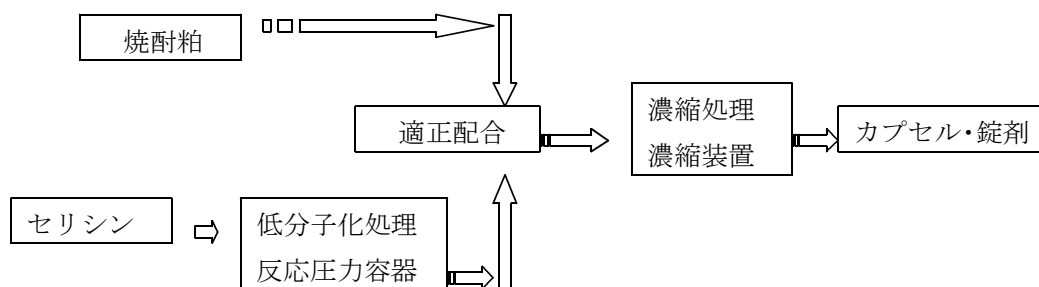 焼酎粕
適正配合
濃縮処理
濃縮装置
カプセル・錠剤
セリシン
低分子化処理
反応圧力容器